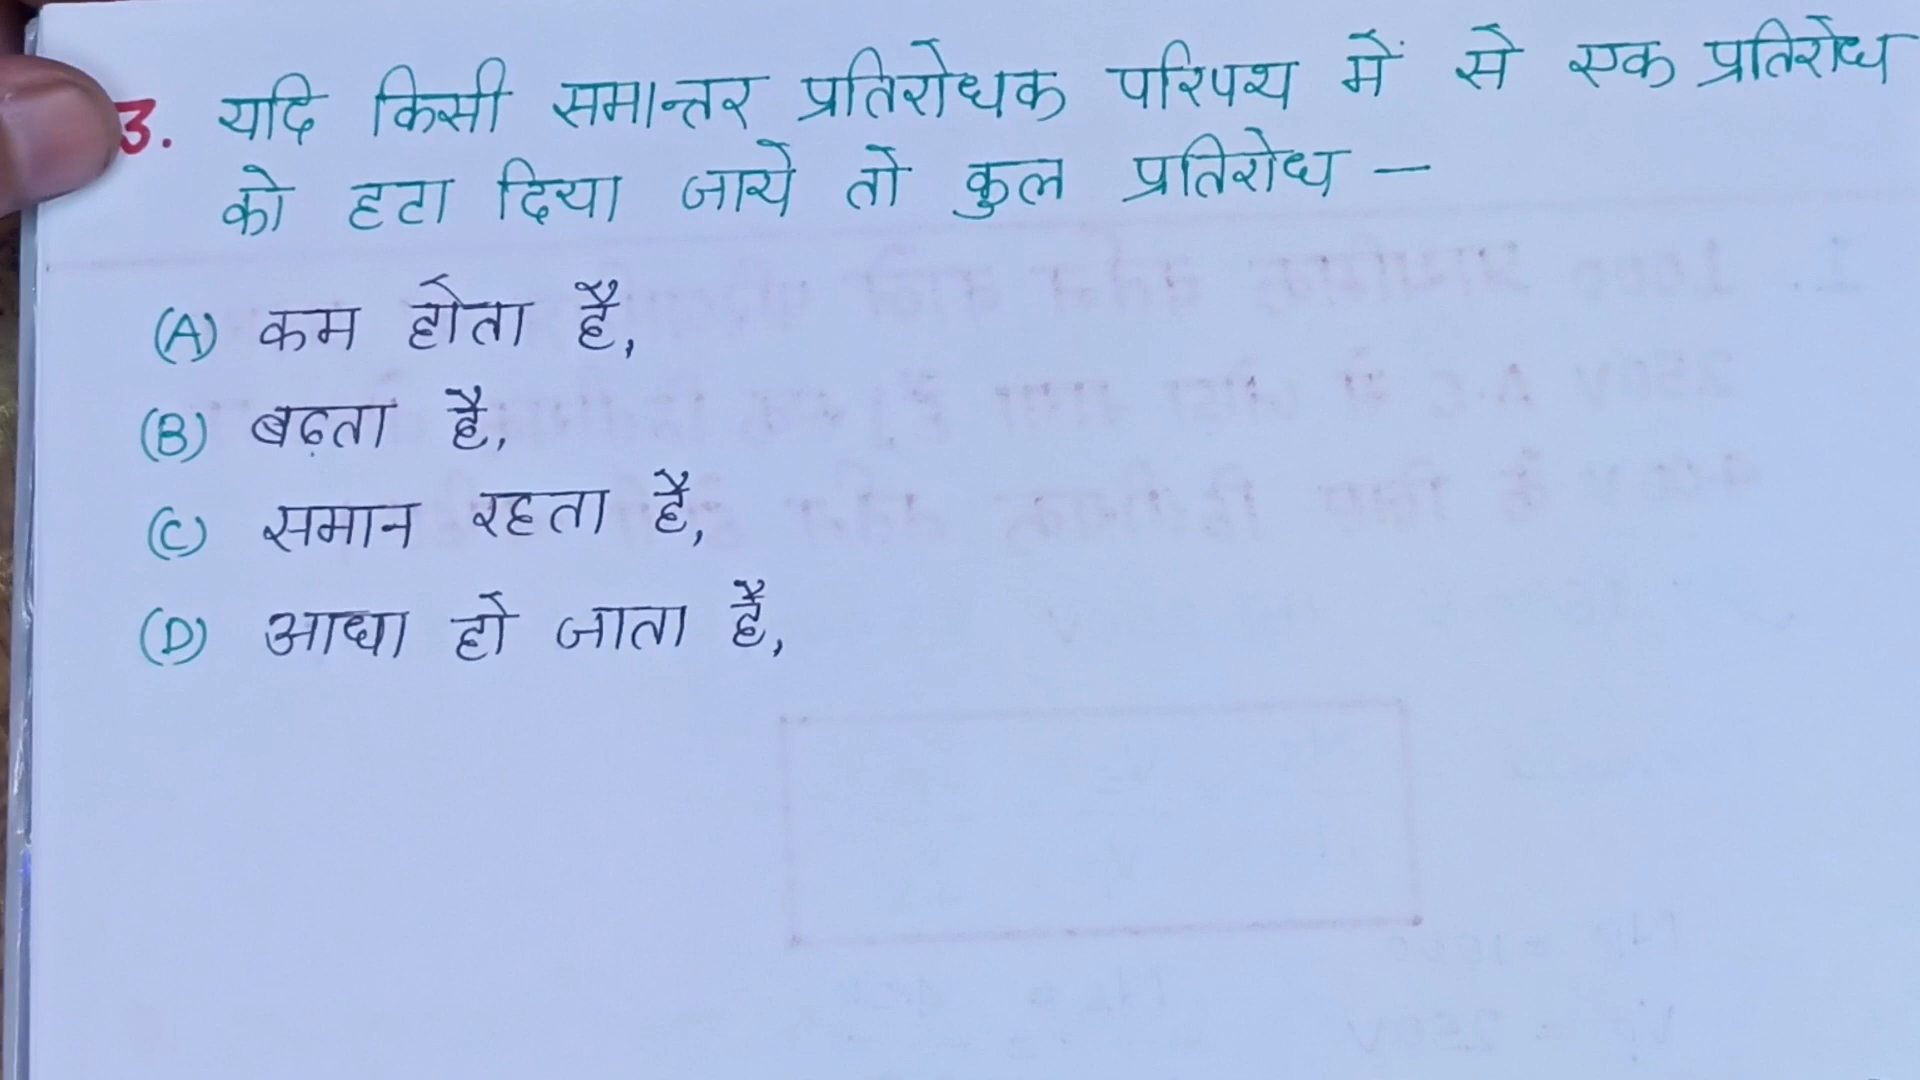 3. यदि किसी समान्तर प्रतिरोधक परिपथ में से एक प्रतिरोध
को हटा दिया जाये तो कुल प्रतिरोध –
(A) कम होता है,
(B) बढ़ता है,
(C) समान रहता है,
(D) आधा हो जाता है,